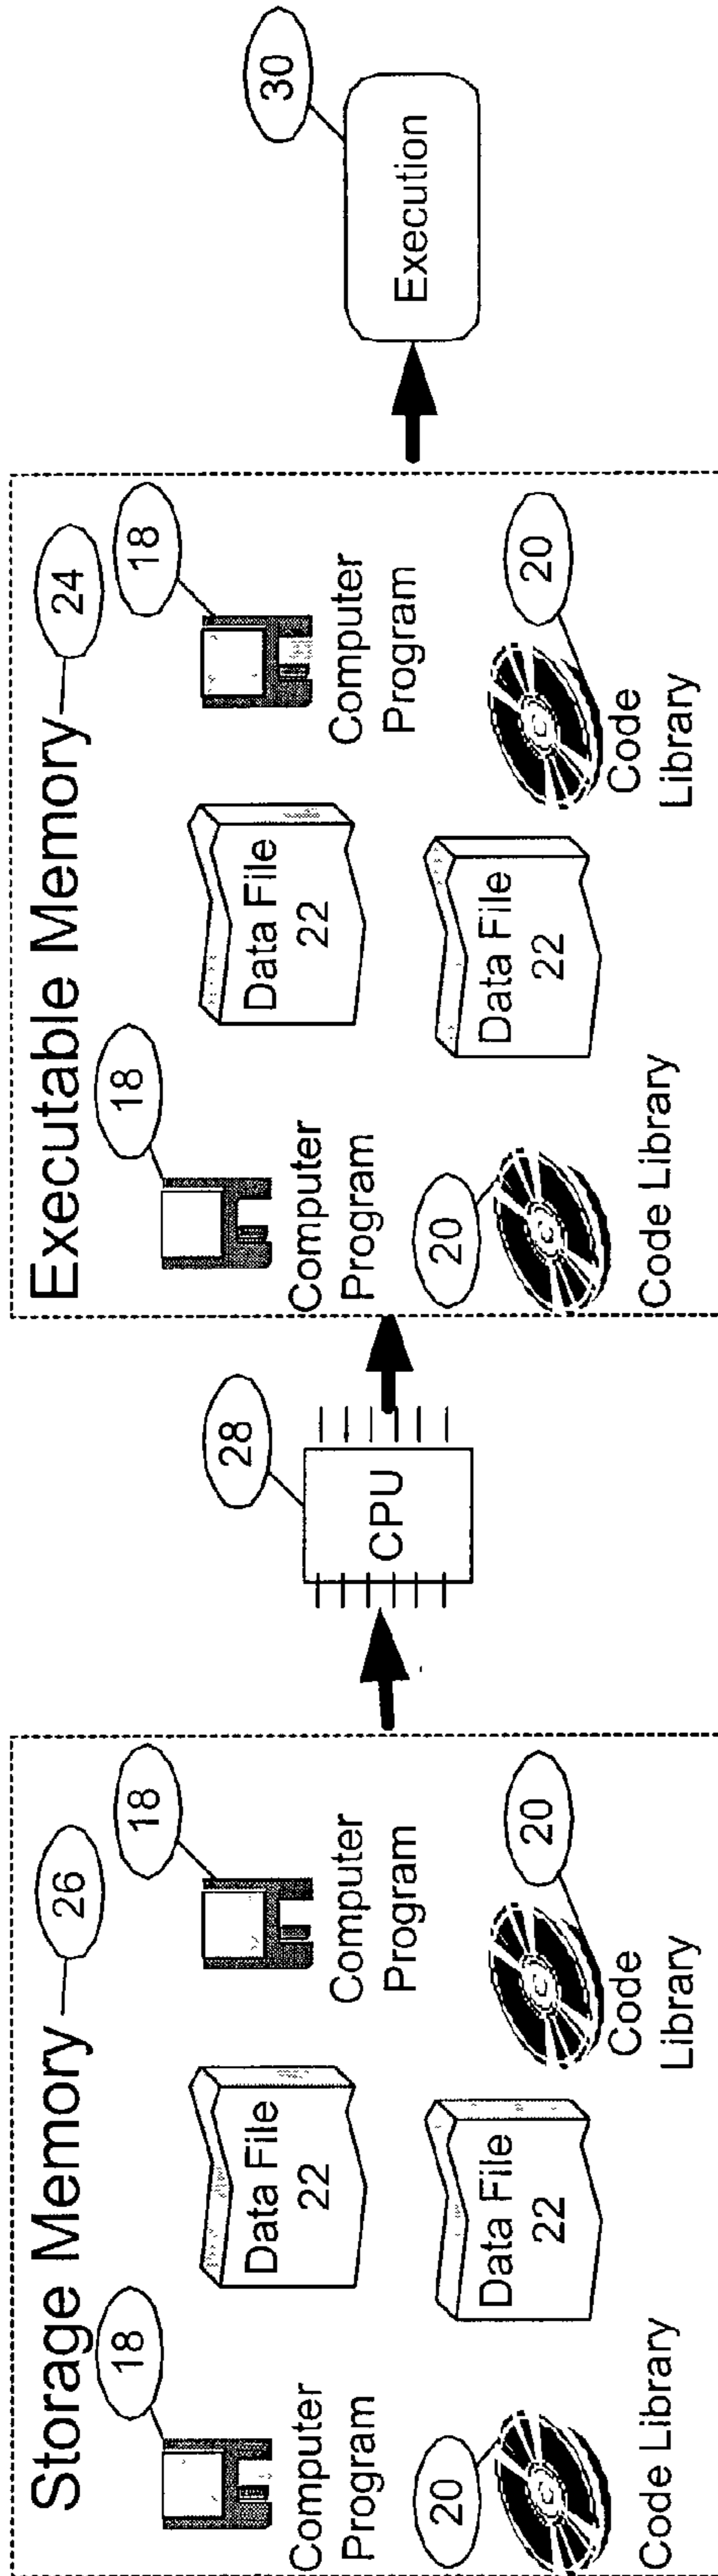 Storage Memory
26
18
18
Computer
Program
Data File
22
Computer
Program
20
Code Library
Data File
22
20
Code
Library
28
CPU
Executable Memory
24
18
18
Computer
Program
Data File
22
Computer
Program
20
Code Library
Data File
22
20
Code
Library
30
Execution